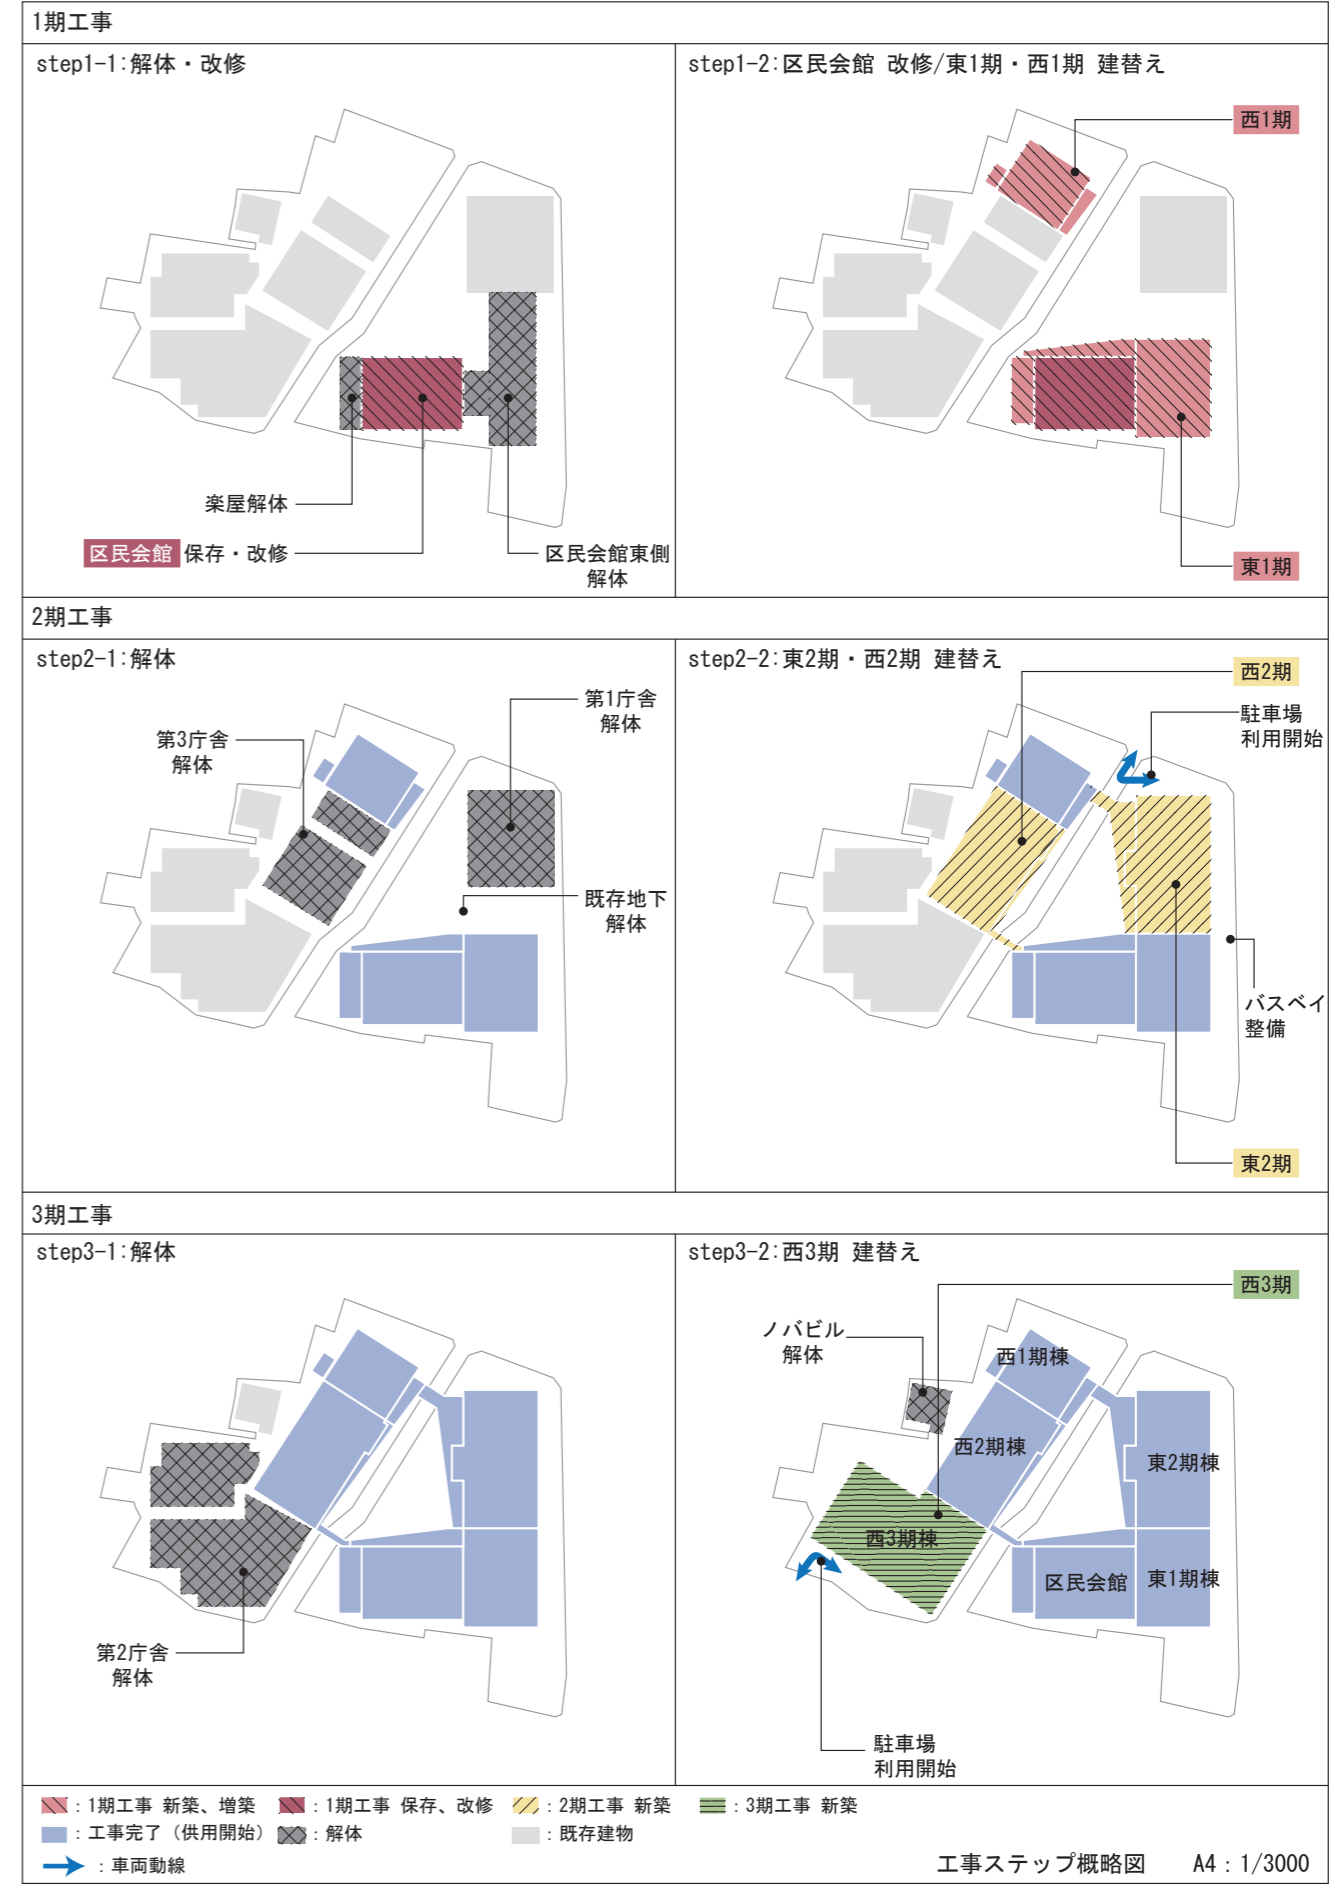 1期工事
step1-1:解体・改修
楽屋解体
区民会館 保存・改修
区民会館東側
解体
step1-2:区民会館 改修/東1期・西1期 建替え
西1期
東1期
2期工事
step2-1:解体
第1庁舎
解体
第3庁舎
解体
既存地下
解体
step2-2:東2期・西2期 建替え
西2期
駐車場
利用開始
バスベイ
整備
東2期
3期工事
step3-1:解体
第2庁舎
解体
step3-2:西3期 建替え
西3期
ノバビル
解体
西1期棟
西2期棟
東2期棟
西3期棟
区民会館
東1期棟
駐車場
利用開始
:1期工事 新築、増築
:1期工事 保存、改修
:2期工事 新築
:3期工事 新築
:工事完了(供用開始)
:解体
:既存建物
:車両動線
工事ステップ概略図 A4:1/3000